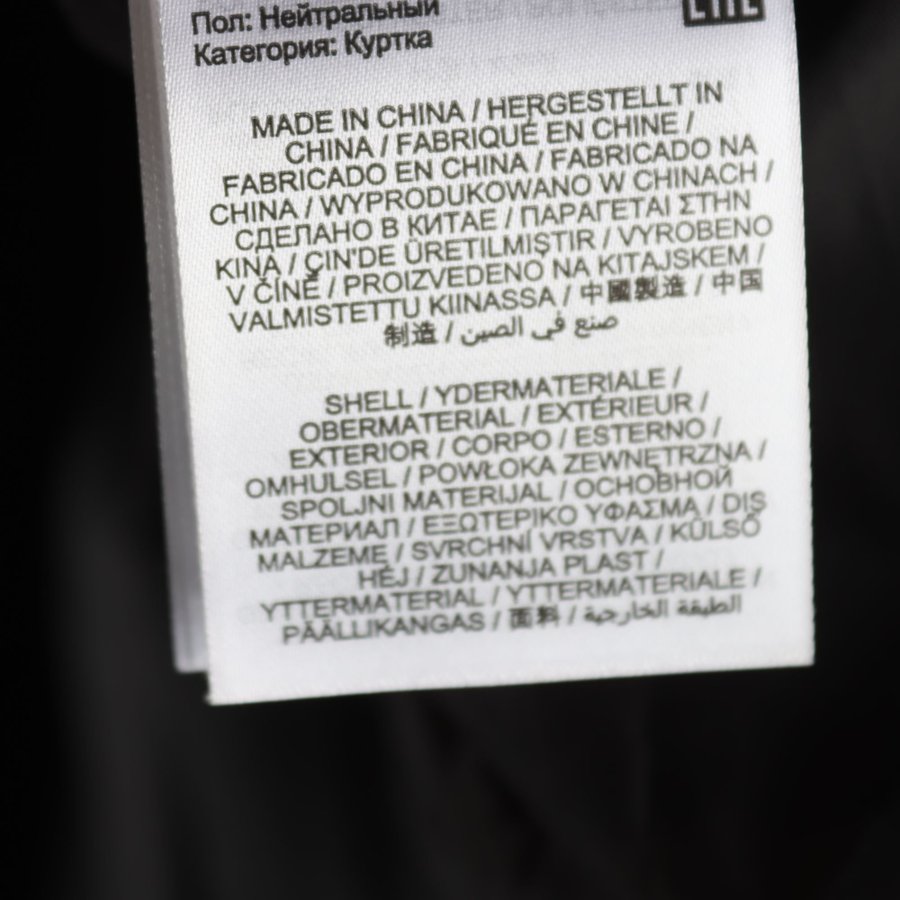 Пол: Нейтральный
Категория: Куртка
EAC
MADE IN CHINA / HERGESTELLT IN
CHINA / FABRIQUÉ EN CHINE /
FABRICADO EN CHINA / FABRICADO NA
CHINA / WYPRODUKOWANO W CHINACH /
СДЕЛАНО В КИТАЕ / ΠΑΡΑΓΕΤΑΙ ΣΤΗΝ
ΚΙΝΑ / ÇIN'DE ÜRETILMIŞTIR / VYROBENO
V ČÍNĚ / PROIZVEDENO NA KITAJSKEM /
VALMISTETTU KIINASSA / 中國製造 / 中国
制造 / صنع في الصين
SHELL / YDERMATERIALE /
OBERMATERIAL / EXTÉRIEUR /
EXTERIOR / CORPO / ESTERNO /
OMHULSEL / POWŁOKA ZEWNĘTRZNA /
SPOLJNI MATERIJAL / ОСНОВНОЙ
МАТЕРИАЛ / ΕΞΩΤΕΡΙΚΟ ΥΦΑΣΜΑ / DIŞ
MALZEME / SVRCHNÍ VRSTVA / KÜLSŐ
HÉJ / ZUNANJA PLAST /
YTTERMATERIAL / YTTERMATERIALE /
PÄÄLLIKANGAS / 面料 / الطبقة الخارجية